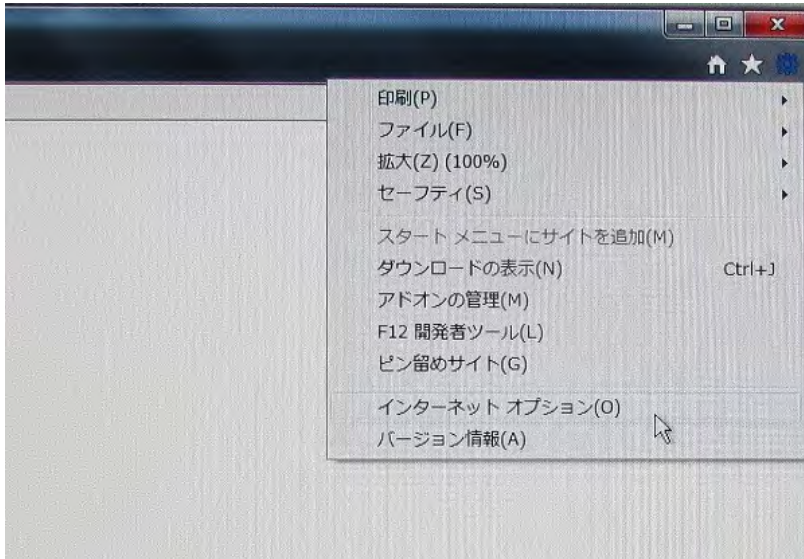 印刷(P)
ファイル(F)
拡大(Z) (100%)
セーフティ(S)
スタート メニューにサイトを追加(M)
ダウンロードの表示(N) Ctrl+J
アドオンの管理(M)
F12 開発者ツール(L)
ピン留めサイト(G)
インターネット オプション(O)
バージョン情報(A)